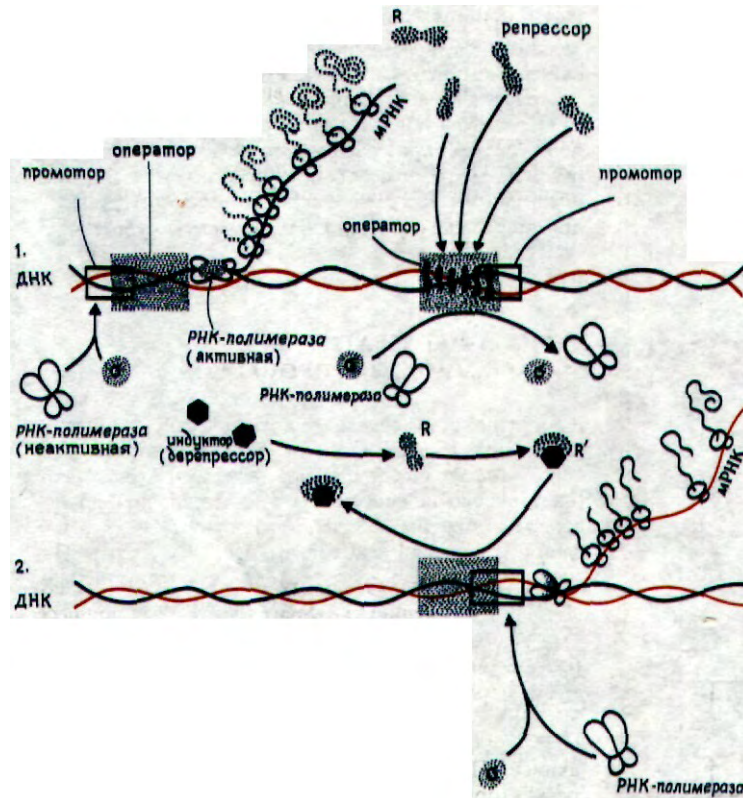 R
репрессор
мРНК
оператор
промотор
промотор
оператор
1.
ДНК
РНК-полимераза
(активная)
РНК-полимераза
РНК-полимераза
(неактивная)
индуктор
(дерепрессор)
R
R'
мРНК
2.
ДНК
РНК-полимераза